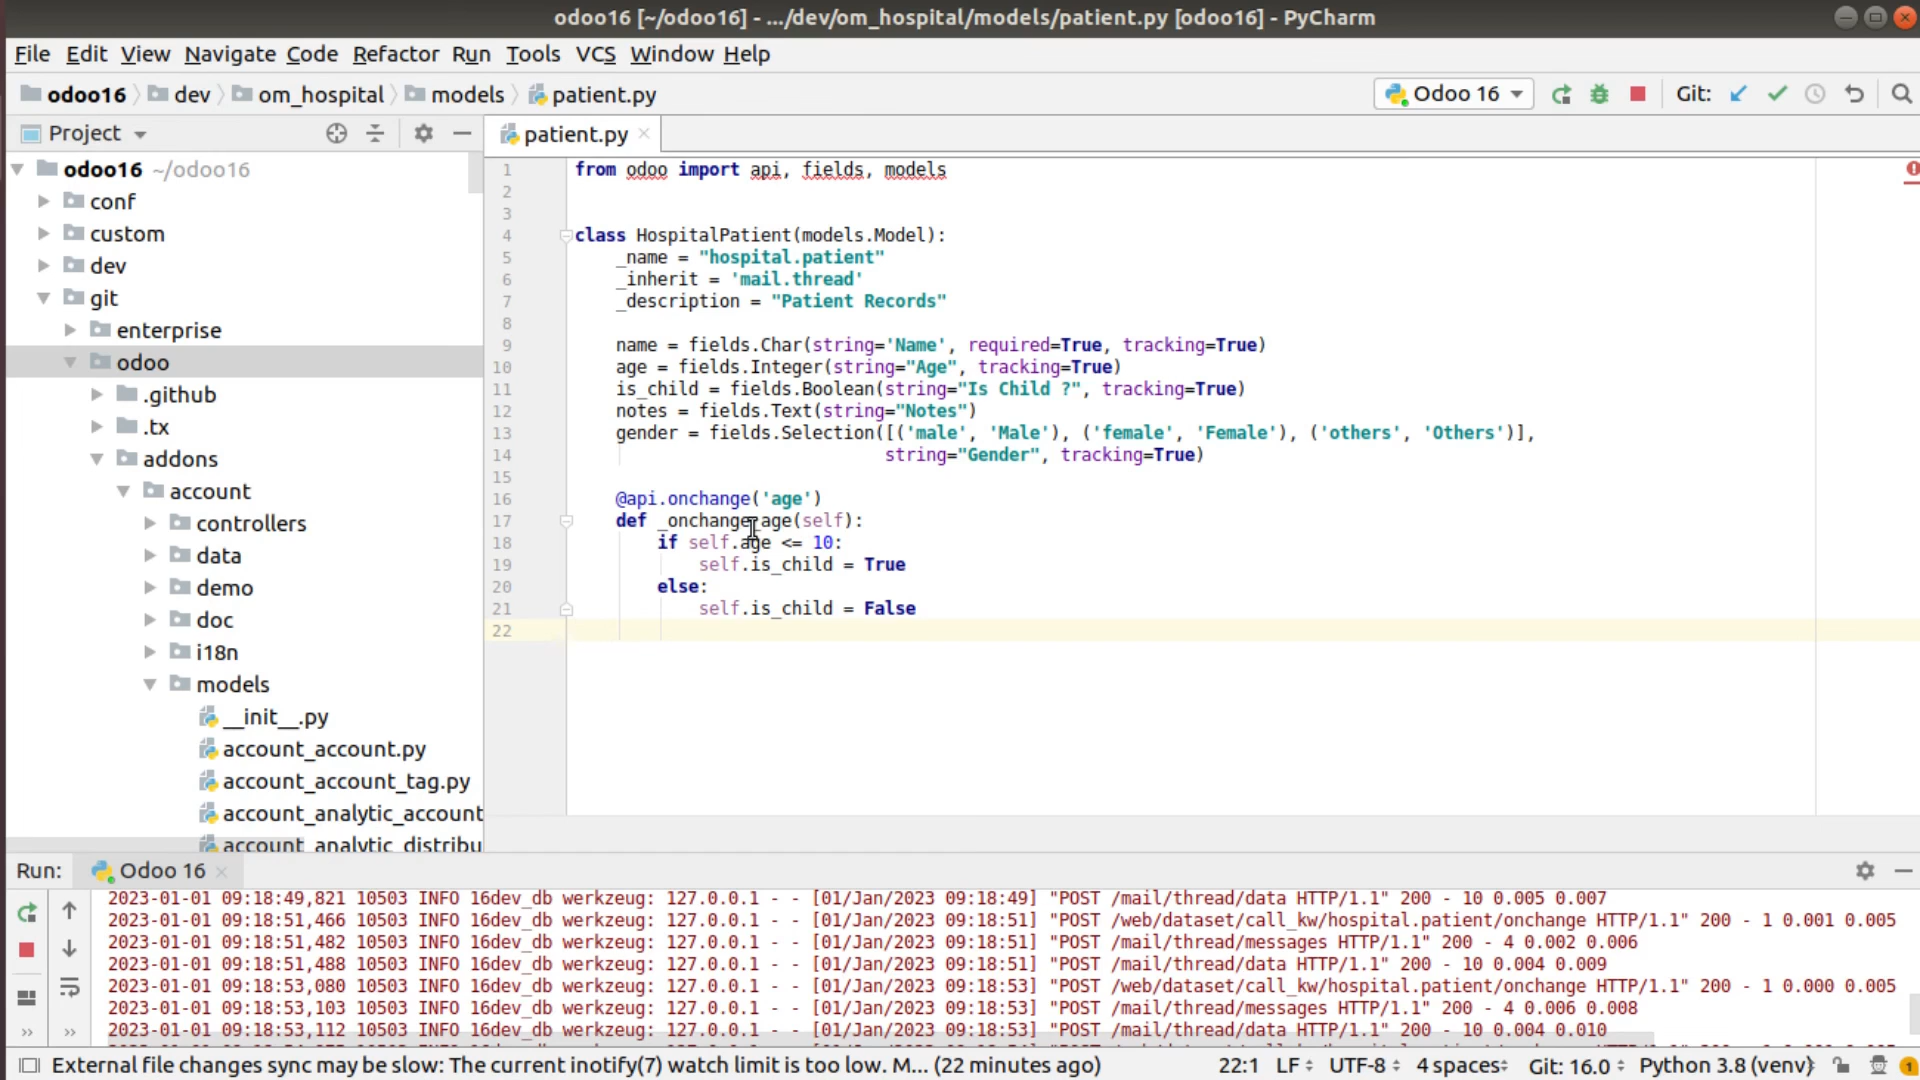 odoo16 [~/odoo16] - .../dev/om_hospital/models/patient.py [odoo16] - PyCharm
File Edit View Navigate Code Refactor Run Tools VCS Window Help
odoo16 dev om_hospital models patient.py Odoo 16 Git:
Project
patient.py
odoo16 ~/odoo16
conf
custom
dev
git
enterprise
odoo
.github
.tx
addons
account
controllers
data
demo
doc
i18n
models
__init__.py
account_account.py
account_account_tag.py
account_analytic_account
account_analytic_distribu
1 from odoo import api, fields, models
2
3
4 class HospitalPatient(models.Model):
5 _name = "hospital.patient"
6 _inherit = 'mail.thread'
7 _description = "Patient Records"
8
9 name = fields.Char(string='Name', required=True, tracking=True)
10 age = fields.Integer(string="Age", tracking=True)
11 is_child = fields.Boolean(string="Is Child ?", tracking=True)
12 notes = fields.Text(string="Notes")
13 gender = fields.Selection([('male', 'Male'), ('female', 'Female'), ('others', 'Others')],
14 string="Gender", tracking=True)
15
16 @api.onchange('age')
17 def _onchange_age(self):
18 if self.age <= 10:
19 self.is_child = True
20 else:
21 self.is_child = False
22
Run: Odoo 16
2023-01-01 09:18:49,821 10503 INFO 16dev_db werkzeug: 127.0.0.1 - - [01/Jan/2023 09:18:49] "POST /mail/thread/data HTTP/1.1" 200 - 10 0.005 0.007
2023-01-01 09:18:51,466 10503 INFO 16dev_db werkzeug: 127.0.0.1 - - [01/Jan/2023 09:18:51] "POST /web/dataset/call_kw/hospital.patient/onchange HTTP/1.1" 200 - 1 0.001 0.005
2023-01-01 09:18:51,482 10503 INFO 16dev_db werkzeug: 127.0.0.1 - - [01/Jan/2023 09:18:51] "POST /mail/thread/messages HTTP/1.1" 200 - 4 0.002 0.006
2023-01-01 09:18:51,488 10503 INFO 16dev_db werkzeug: 127.0.0.1 - - [01/Jan/2023 09:18:51] "POST /mail/thread/data HTTP/1.1" 200 - 10 0.004 0.009
2023-01-01 09:18:53,080 10503 INFO 16dev_db werkzeug: 127.0.0.1 - - [01/Jan/2023 09:18:53] "POST /web/dataset/call_kw/hospital.patient/onchange HTTP/1.1" 200 - 1 0.000 0.005
2023-01-01 09:18:53,103 10503 INFO 16dev_db werkzeug: 127.0.0.1 - - [01/Jan/2023 09:18:53] "POST /mail/thread/messages HTTP/1.1" 200 - 4 0.006 0.008
2023-01-01 09:18:53,112 10503 INFO 16dev_db werkzeug: 127.0.0.1 - - [01/Jan/2023 09:18:53] "POST /mail/thread/data HTTP/1.1" 200 - 10 0.004 0.010
External file changes sync may be slow: The current inotify(7) watch limit is too low. M... (22 minutes ago) 22:1 LF UTF-8 4 spaces Git: 16.0 Python 3.8 (venv) 1